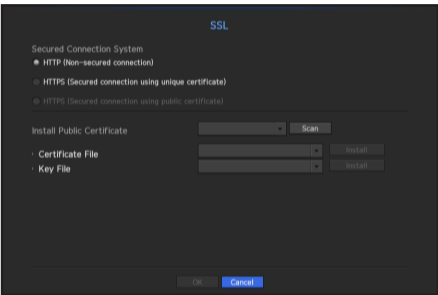 SSL
Secured Connection System
HTTP (Non-secured connection)
HTTPS (Secured connection using unique certificate)
HTTPS (Secured connection using public certificate)
Install Public Certificate
Scan
· Certificate File
Install
· Key File
Install
OK
Cancel